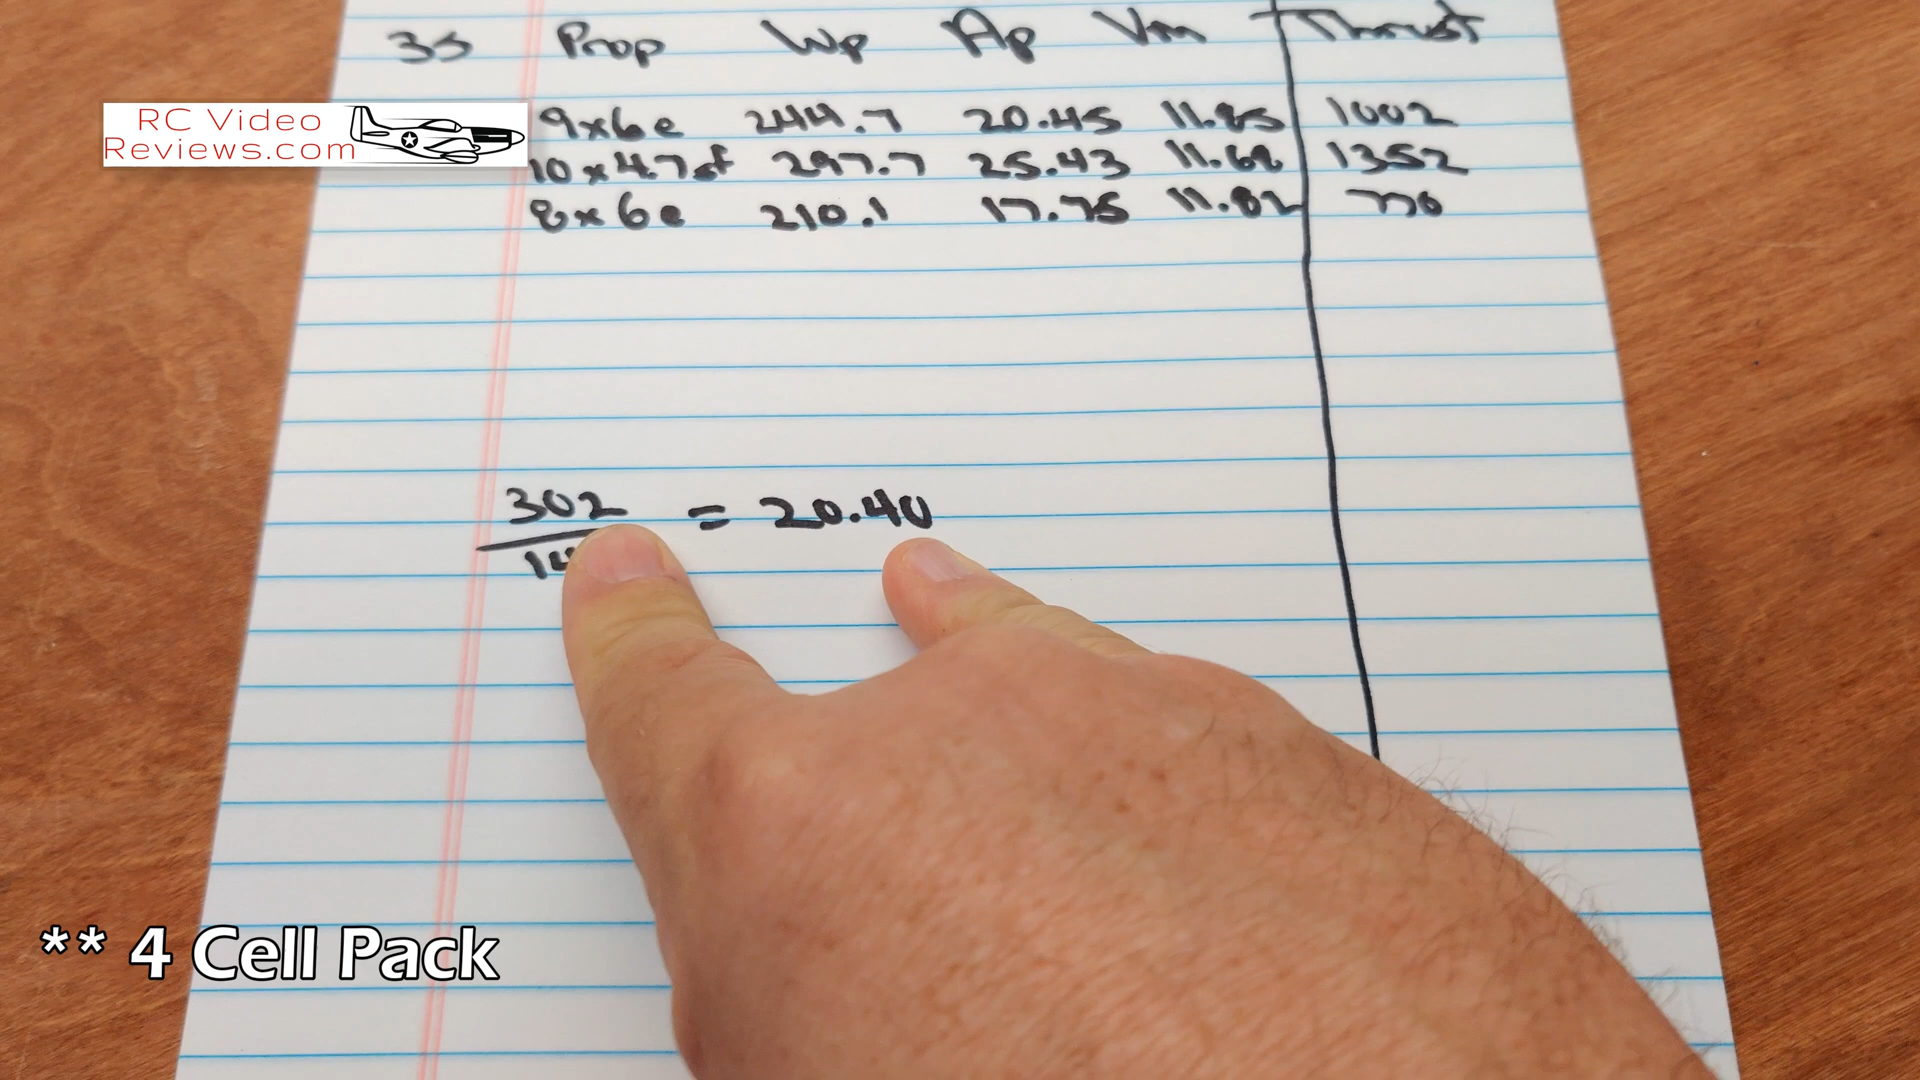 3s Prop Wp Ap Vm Thrust
RC Video
Reviews.com
9x6e 244.7 20.45 11.85 1002
10x4.7sf 297.7 25.43 11.68 1352
8x6e 210.1 17.75 11.82 770
302 = 20.40
14
** 4 Cell Pack